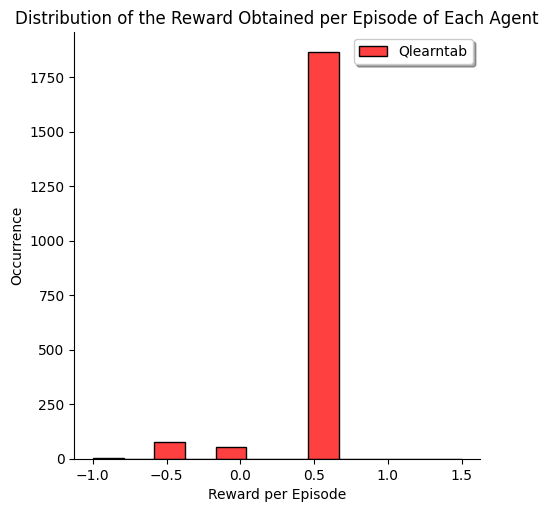 Distribution of the Reward Obtained per Episode of Each Agent
Qlearntab
1750
1500
1250
1000
750
500
250
0
Occurrence
−1.0 −0.5 0.0 0.5 1.0 1.5
Reward per Episode